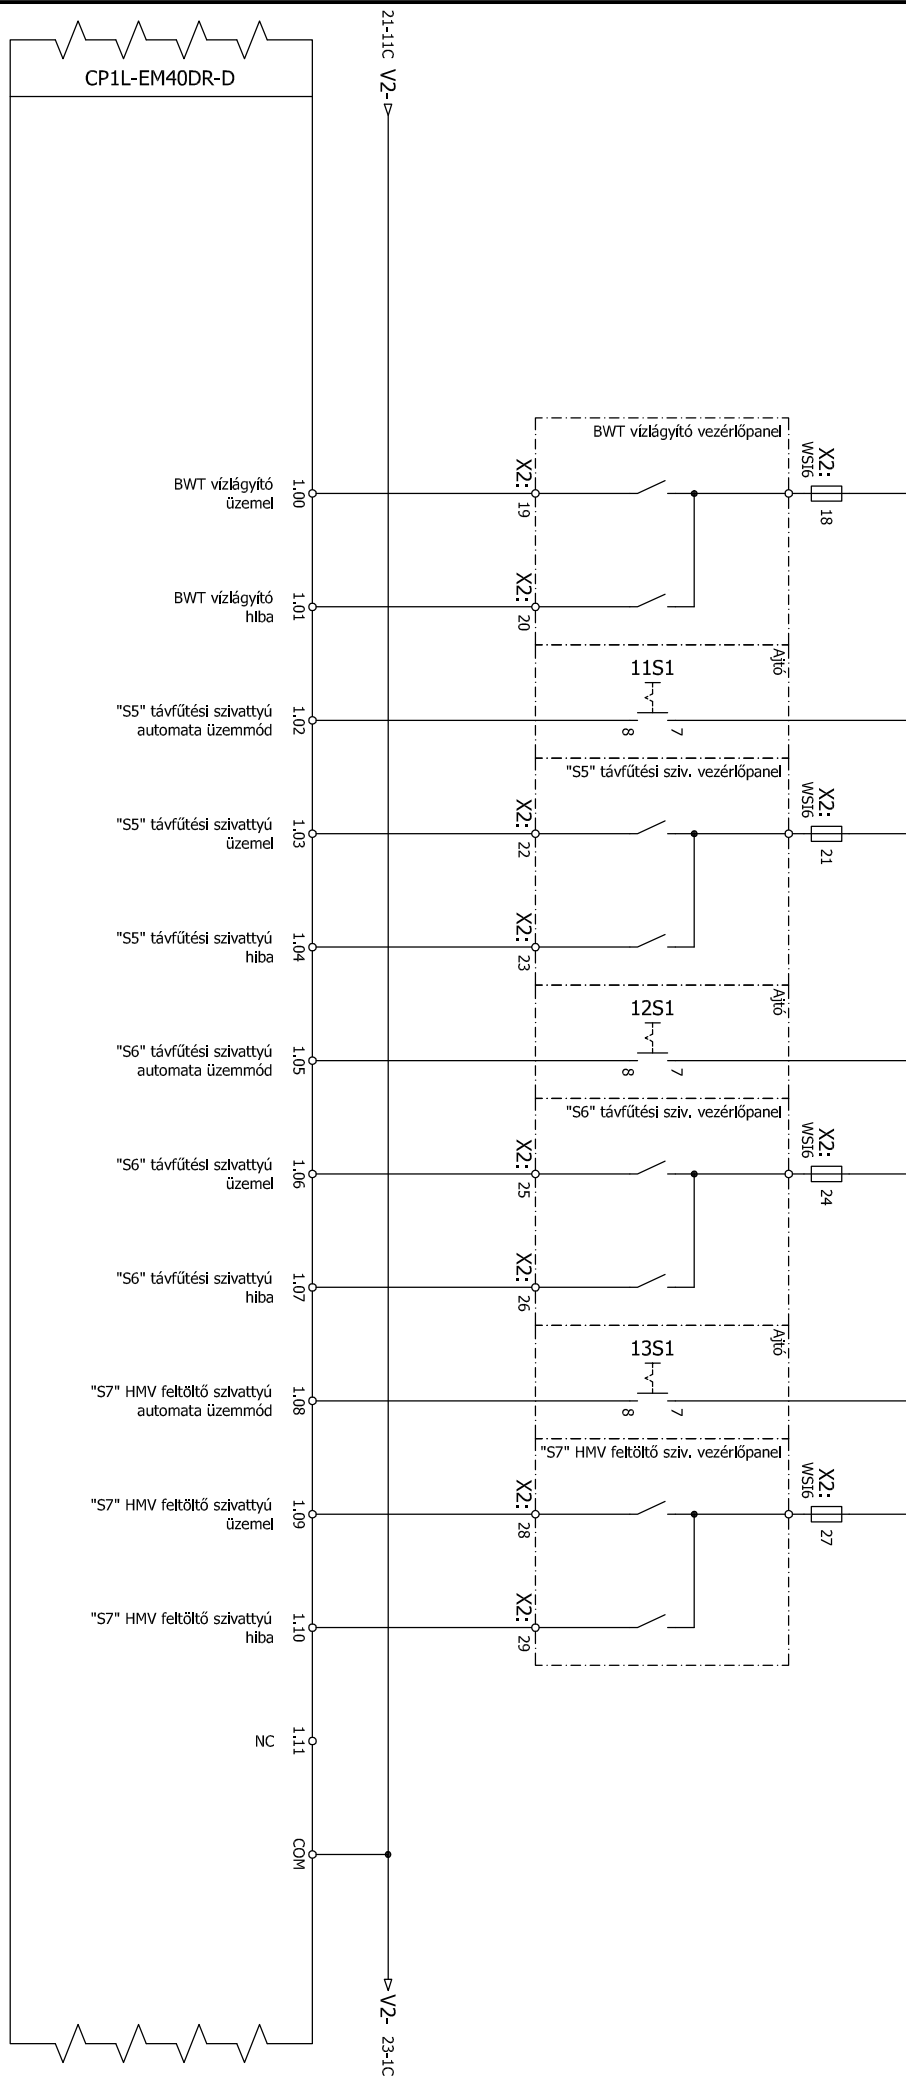 21-11C V2-
CP1L-EM40DR-D
BWT vízlágyító vezérlőpanel
X2:
WSI6
18
BWT vízlágyító
üzemel
1.00
X2:
19
BWT vízlágyító
hiba
1.01
X2:
20
Ajtó
11S1
"S5" távfűtési szivattyú
automata üzemmód
1.02
8
7
"S5" távfűtési sziv. vezérlőpanel
X2:
WSI6
21
"S5" távfűtési szivattyú
üzemel
1.03
X2:
22
"S5" távfűtési szivattyú
hiba
1.04
X2:
23
Ajtó
12S1
"S6" távfűtési szivattyú
automata üzemmód
1.05
8
7
"S6" távfűtési sziv. vezérlőpanel
X2:
WSI6
24
"S6" távfűtési szivattyú
üzemel
1.06
X2:
25
"S6" távfűtési szivattyú
hiba
1.07
X2:
26
Ajtó
13S1
"S7" HMV feltöltő szivattyú
automata üzemmód
1.08
8
7
"S7" HMV feltöltő sziv. vezérlőpanel
X2:
WSI6
27
"S7" HMV feltöltő szivattyú
üzemel
1.09
X2:
28
"S7" HMV feltöltő szivattyú
hiba
1.10
X2:
29
NC
1.11
COM
V2- 23-1C